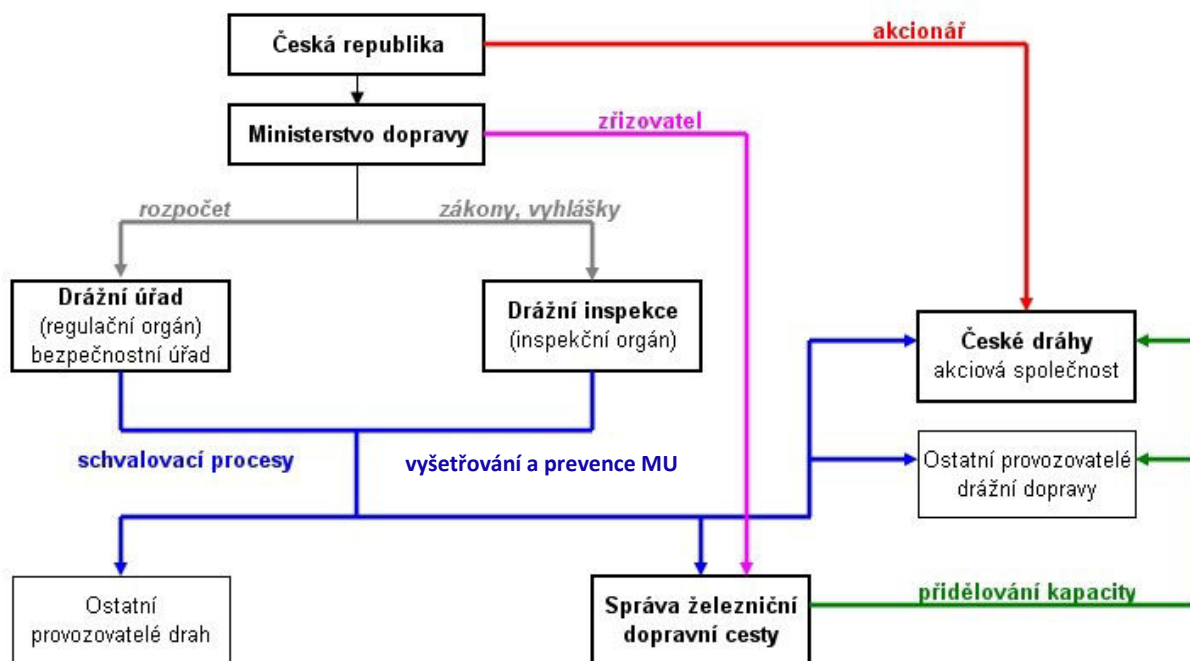 Česká republika
akcionář
Ministerstvo dopravy
zřizovatel
rozpočet
zákony, vyhlášky
Drážní úřad
(regulační orgán)
bezpečnostní úřad
Drážní inspekce
(inspekční orgán)
České dráhy
akciová společnost
schvalovací procesy
vyšetřování a prevence MU
Ostatní provozovatelé
drážní dopravy
Ostatní
provozovatelé drah
Správa železniční
dopravní cesty
přidělování kapacity